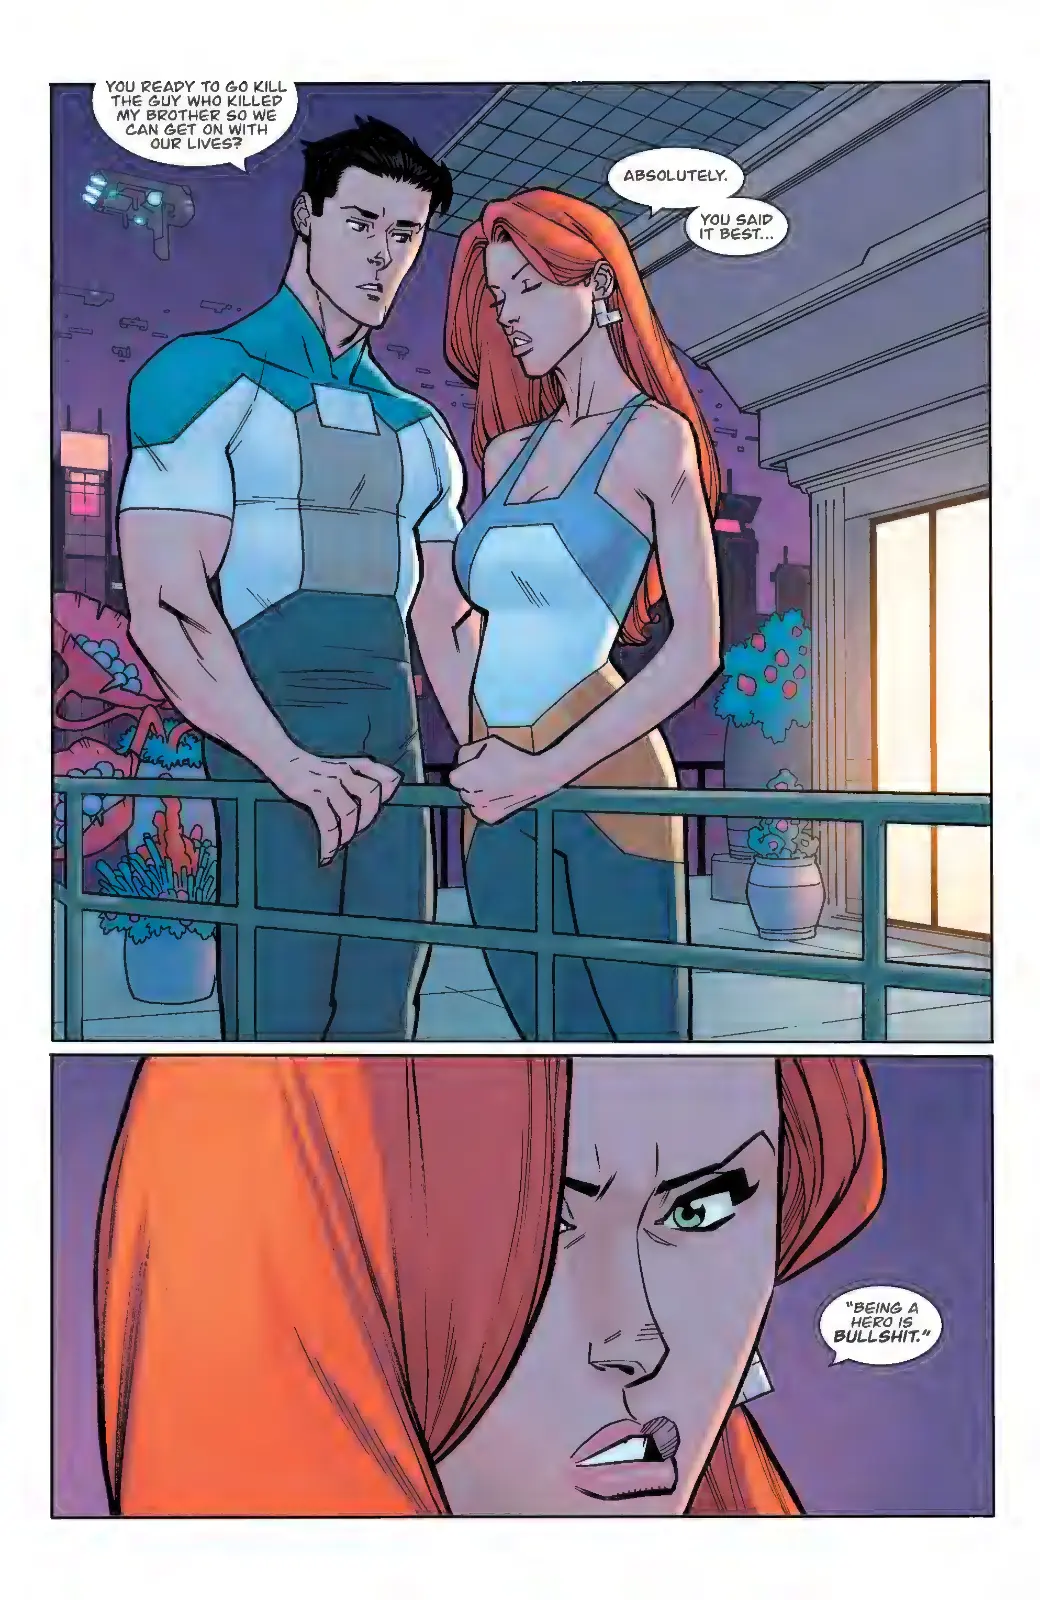 YOU READY TO GO KILL
THE GUY WHO KILLED
MY BROTHER SO WE
CAN GET ON WITH
OUR LIVES?
ABSOLUTELY.
YOU SAID
IT BEST...
"BEING A
HERO IS
BULLSHIT."